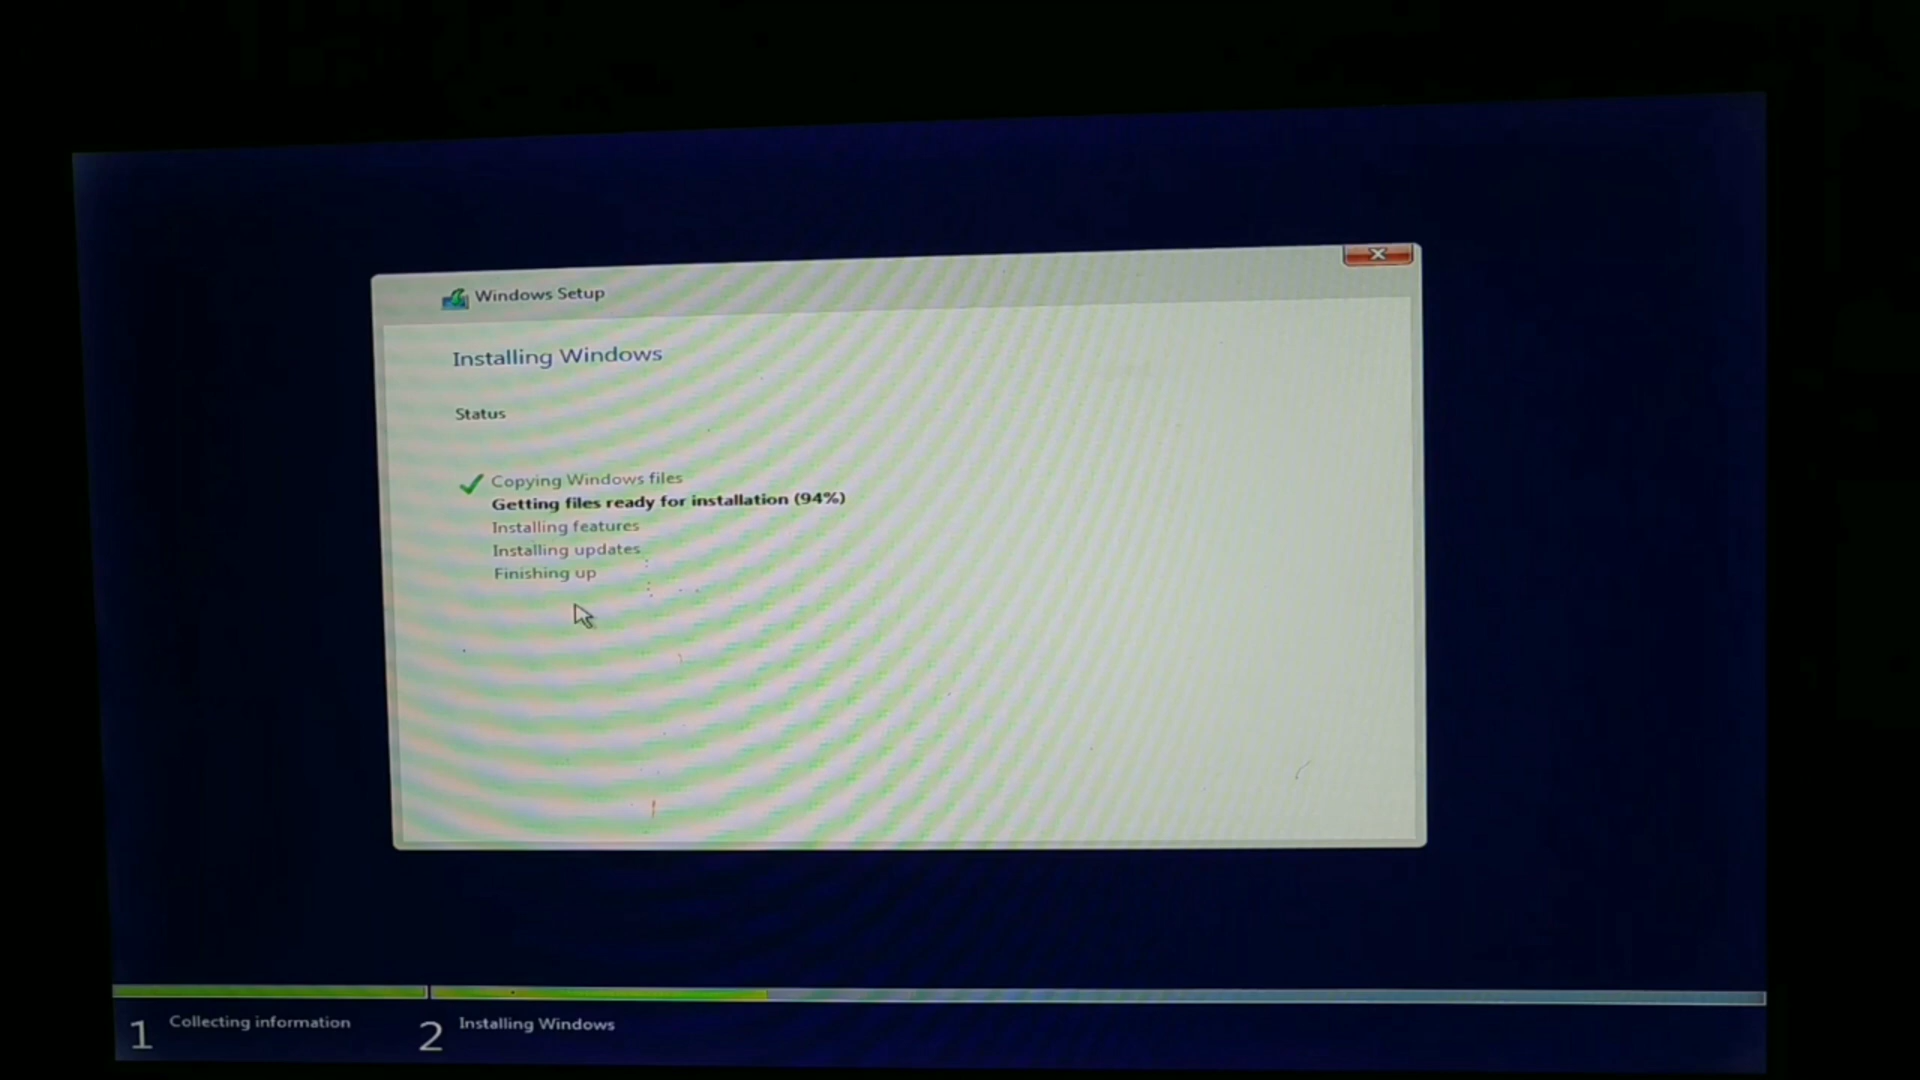 Windows Setup
Installing Windows
Status
Copying Windows files
Getting files ready for installation (94%)
Installing features
Installing updates
Finishing up
1 Collecting information
2 Installing Windows